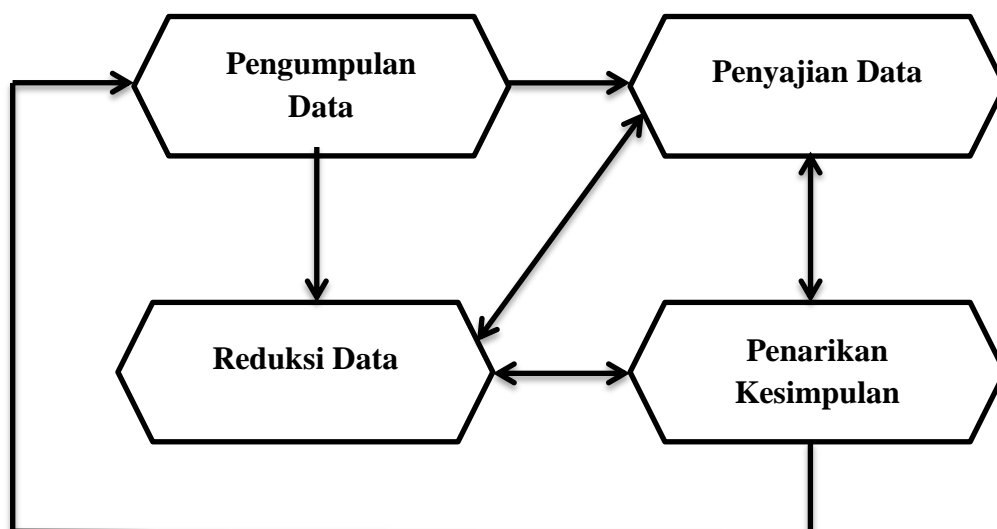 Pengumpulan
Data
Penyajian Data
Reduksi Data
Penarikan
Kesimpulan